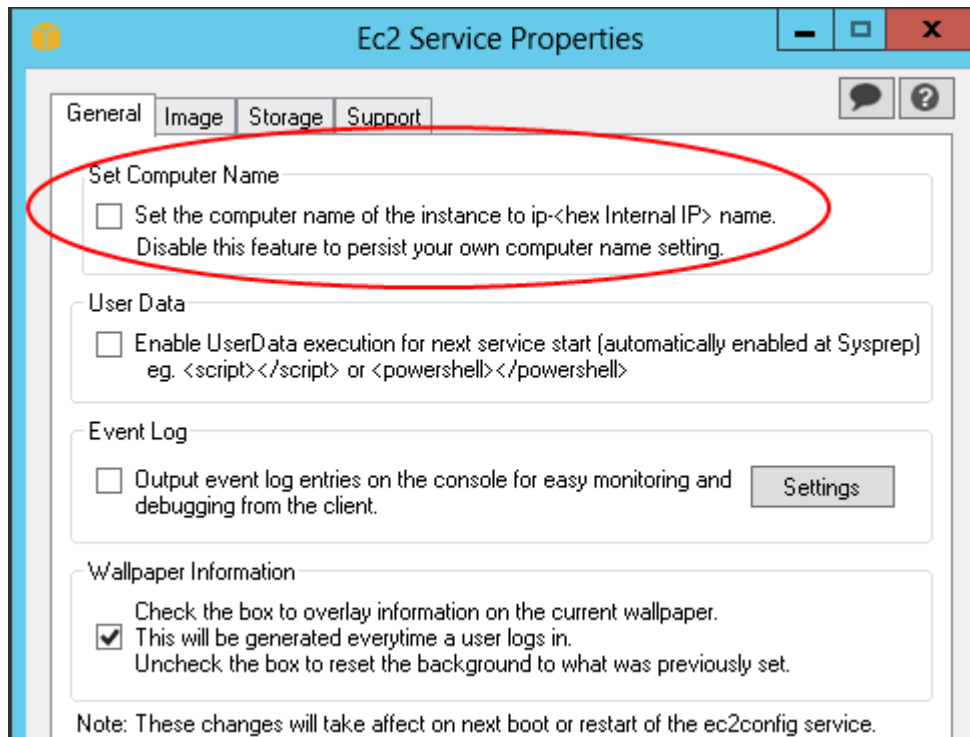 Ec2 Service Properties
General Image Storage Support
Set Computer Name
Set the computer name of the instance to ip-<hex Internal IP> name.
Disable this feature to persist your own computer name setting.
User Data
Enable UserData execution for next service start (automatically enabled at Sysprep)
eg. <script></script> or <powershell></powershell>
Event Log
Output event log entries on the console for easy monitoring and
debugging from the client.
Settings
Wallpaper Information
Check the box to overlay information on the current wallpaper.
This will be generated everytime a user logs in.
Uncheck the box to reset the background to what was previously set.
Note: These changes will take affect on next boot or restart of the ec2config service.